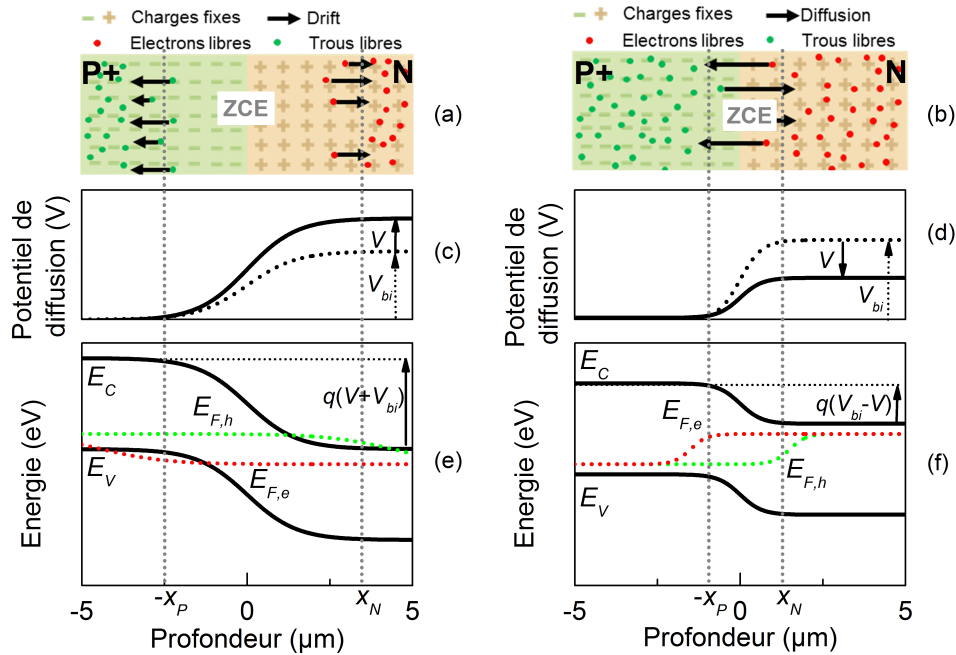 Charges fixes
Drift
Electrons libres
Trous libres
P+
N
ZCE
(a)
Charges fixes
Diffusion
Electrons libres
Trous libres
P+
N
ZCE
(b)
Potentiel de
diffusion (V)
V
V_bi
(c)
Potentiel de
diffusion (V)
V
V_bi
(d)
Energie (eV)
E_C
E_V
E_F,h
E_F,e
q(V+V_bi)
(e)
-5
-x_P
0
x_N
5
Profondeur (µm)
Energie (eV)
E_C
E_V
E_F,e
E_F,h
q(V_bi-V)
(f)
-5
-x_P
0
x_N
5
Profondeur (µm)